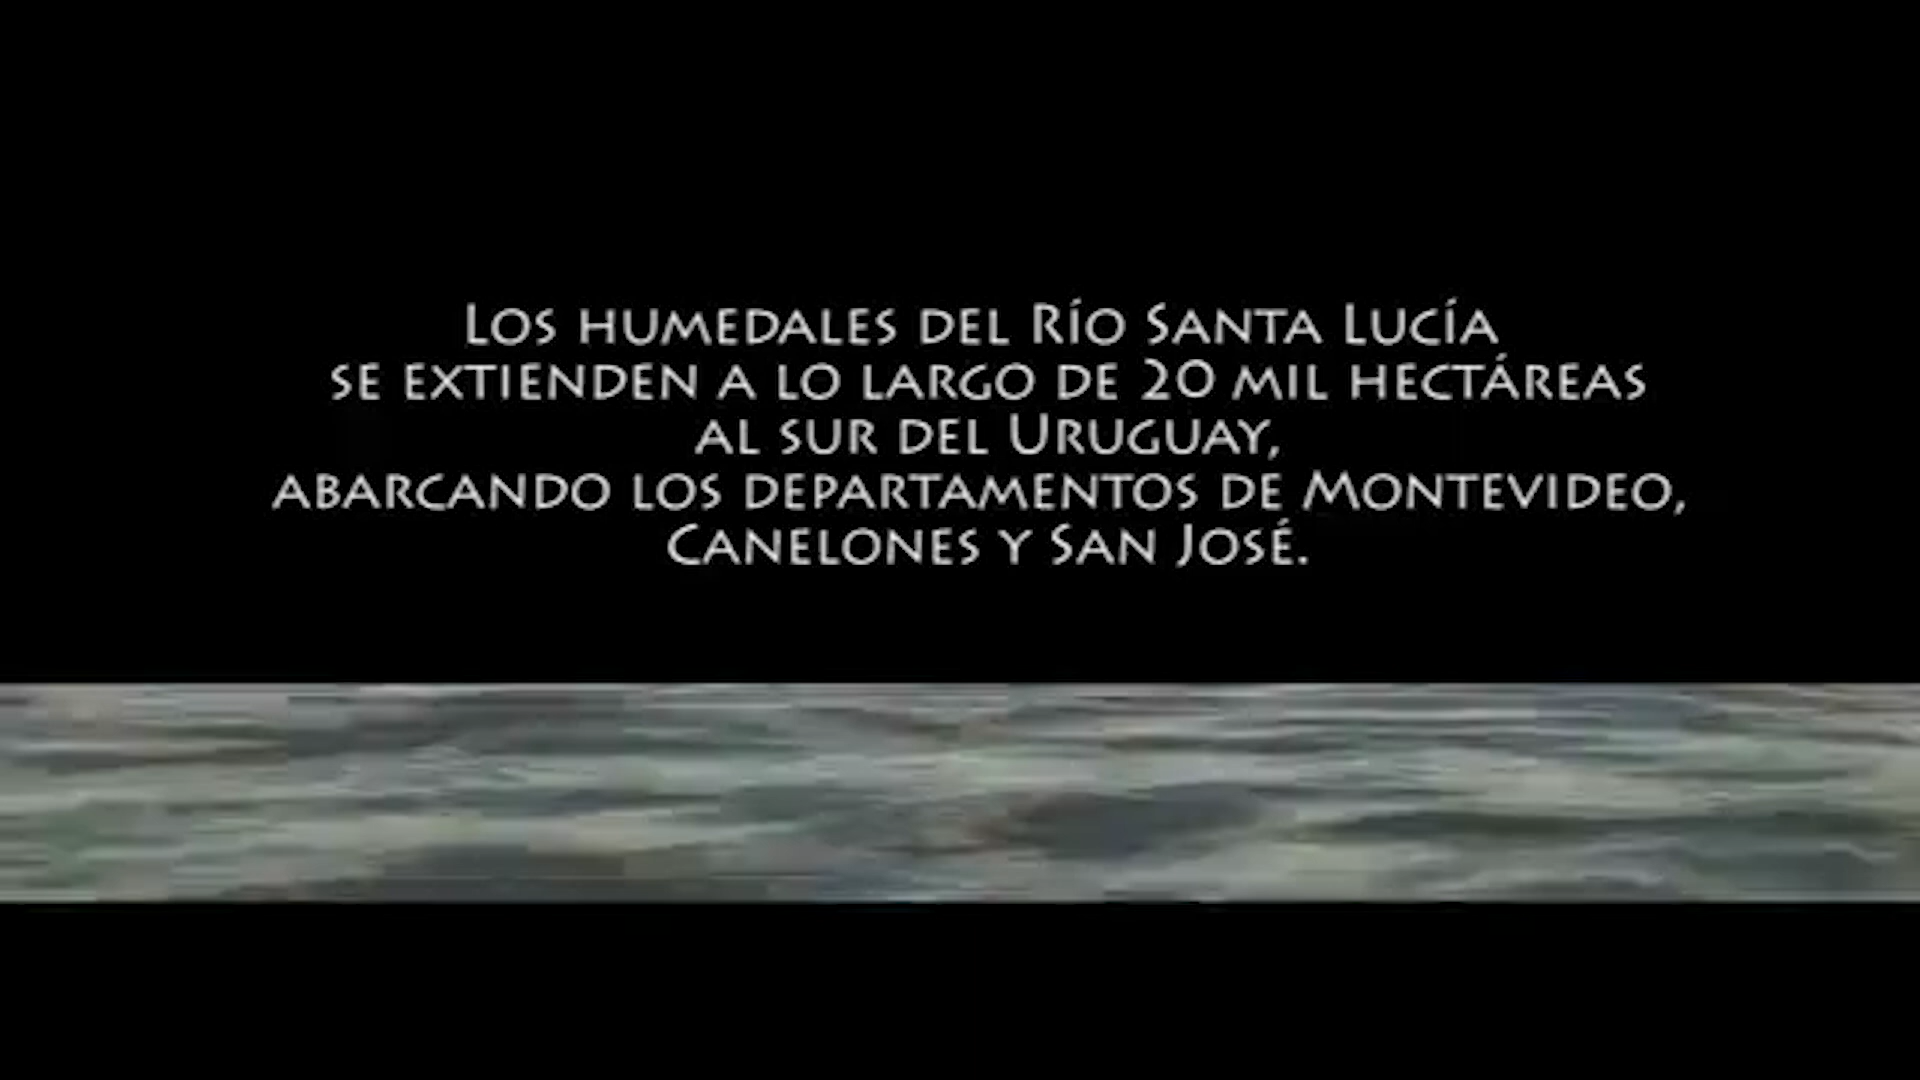 Los humedales del Río Santa Lucía
se extienden a lo largo de 20 mil hectáreas
al sur del Uruguay,
abarcando los departamentos de Montevideo,
Canelones y San José.